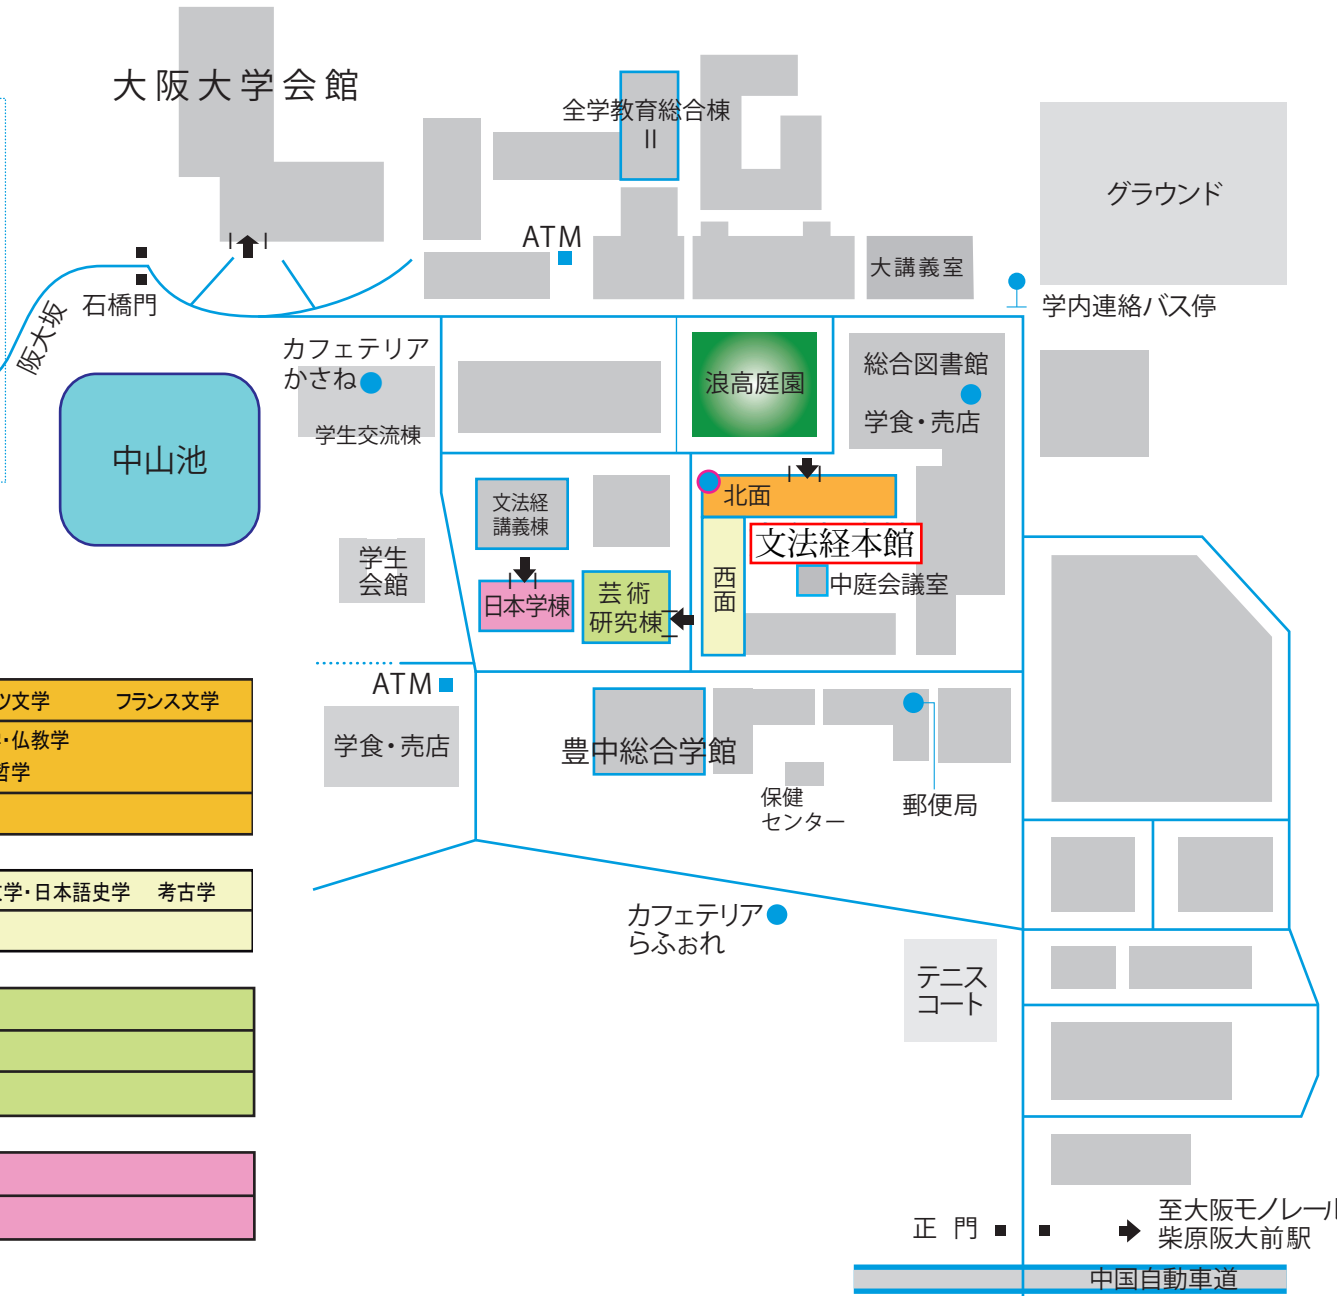 大阪大学会館
全学教育総合棟
II
グラウンド
ATM
大講義室
石橋門
阪大坂
学内連絡バス停
カフェテリア
かさね
学生交流棟
浪高庭園
総合図書館
学食・売店
中山池
北面
文法経
講義棟
文法経本館
学生
会館
西面
中庭会議室
日本学棟
芸術
研究棟
ATM
学食・売店
豊中総合学館
保健
センター
郵便局
ツ文学 フランス文学
・仏教学
哲学
文学・日本語史学 考古学
カフェテリア
らふぉれ
テニス
コート
正門
至大阪モノレール
柴原阪大前駅
中国自動車道